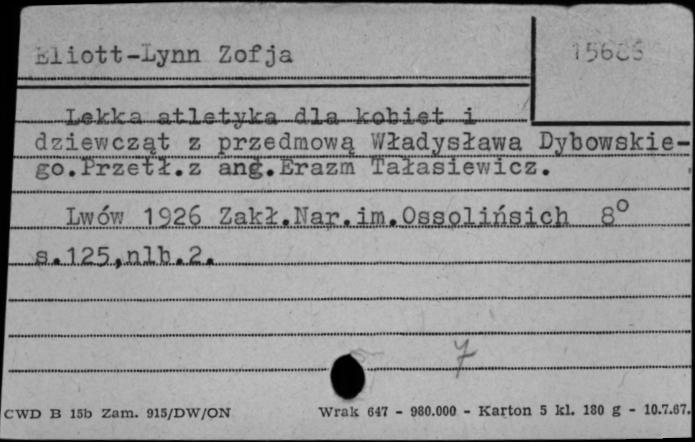 Eliott-Lynn Zofja
Lekka atletyka dla kobiet i
dziewcząt z przedmową Władysława Dybowskie-
go.Przetł.z ang.Erazm Tałasiewicz.
Lwów 1926 Zakł.Nar.im.Ossolińsich 8°
s.125,nlb.2.
7
CWD B 15b Zam. 915/DW/ON Wrak 647 - 980.000 - Karton 5 kl. 180 g - 10.7.67.